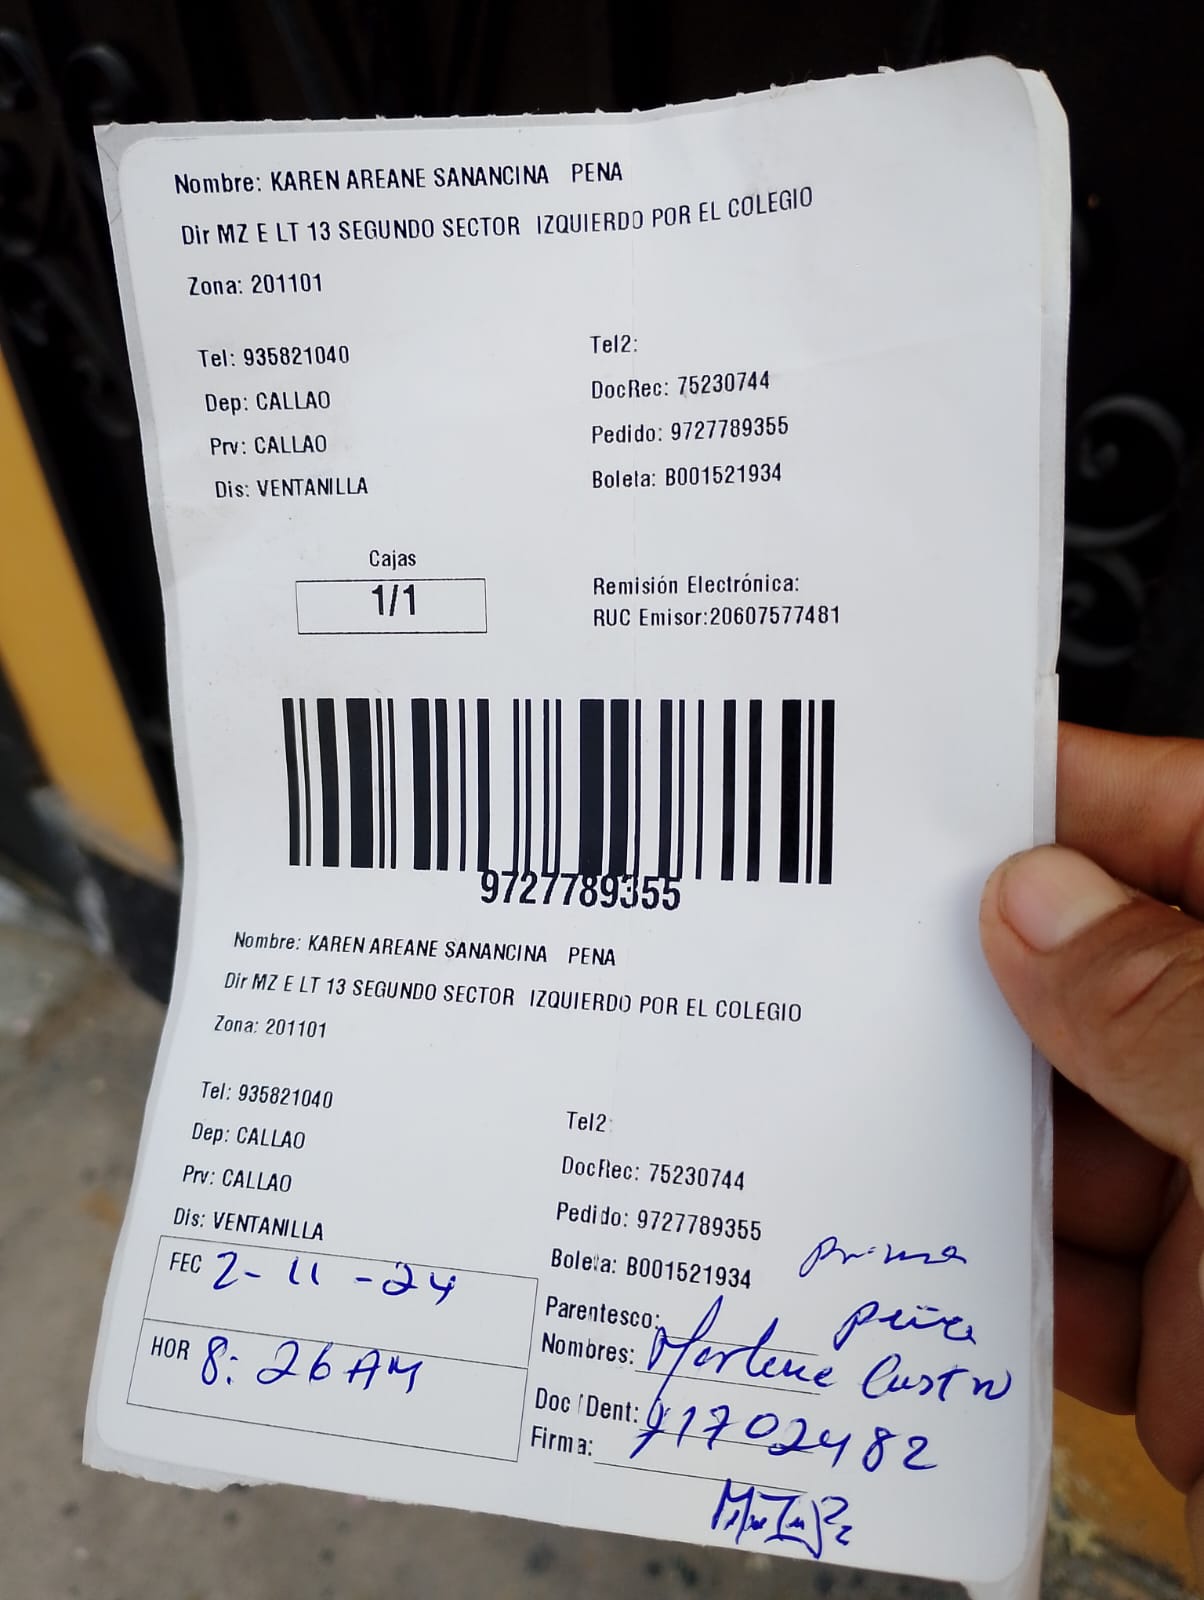 Nombre: KAREN AREANE SANANCINA PENA
Dir MZ E LT 13 SEGUNDO SECTOR IZQUIERDO POR EL COLEGIO
Zona: 201101
Tel: 935821040
Tel2:
Dep: CALLAO
DocRec: 75230744
Prv: CALLAO
Pedido: 9727789355
Dis: VENTANILLA
Boleta: B001521934
Cajas
1/1
Remisión Electrónica:
RUC Emisor:20607577481
9727789355
Nombre: KAREN AREANE SANANCINA PENA
Dir MZ E LT 13 SEGUNDO SECTOR IZQUIERDO POR EL COLEGIO
Zona: 201101
Tel: 935821040
Tel2:
Dep: CALLAO
DocRec: 75230744
Prv: CALLAO
Pedido: 9727789355
Dis: VENTANILLA
Boleta: B001521934
prima
FEC 2-11-24
Parentesco:
Nombres: Marlene Castro
HOR 8:26 AM
Doc Ident:
Firma: